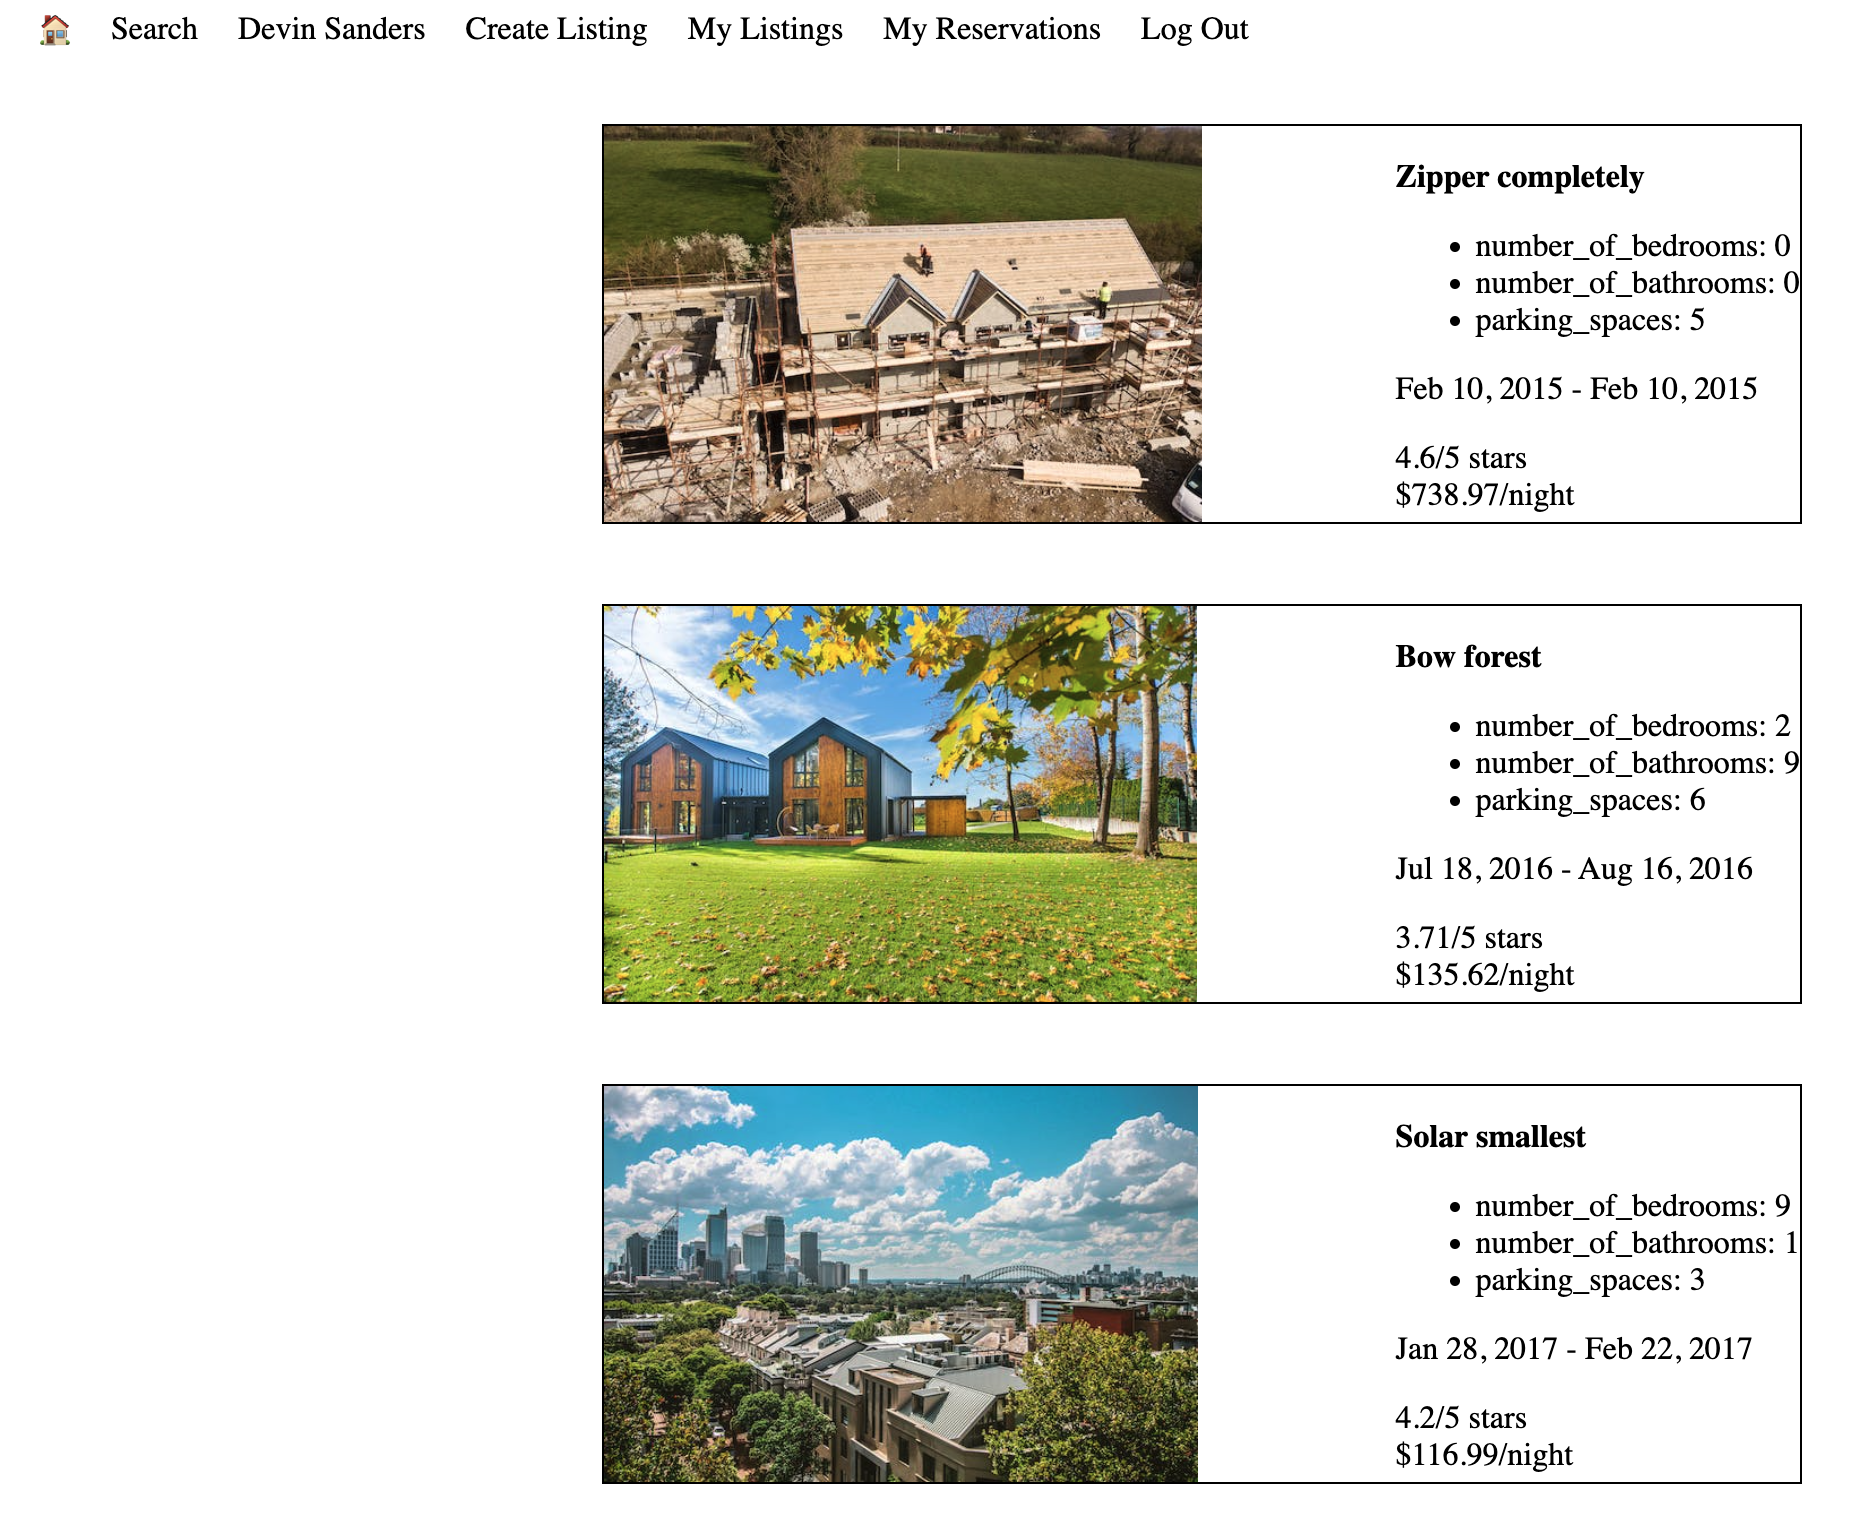 Search Devin Sanders Create Listing My Listings My Reservations Log Out
Zipper completely
number_of_bedrooms: 0
number_of_bathrooms: 0
parking_spaces: 5
Feb 10, 2015 - Feb 10, 2015
4.6/5 stars
$738.97/night
Bow forest
number_of_bedrooms: 2
number_of_bathrooms: 9
parking_spaces: 6
Jul 18, 2016 - Aug 16, 2016
3.71/5 stars
$135.62/night
Solar smallest
number_of_bedrooms: 9
number_of_bathrooms: 1
parking_spaces: 3
Jan 28, 2017 - Feb 22, 2017
4.2/5 stars
$116.99/night